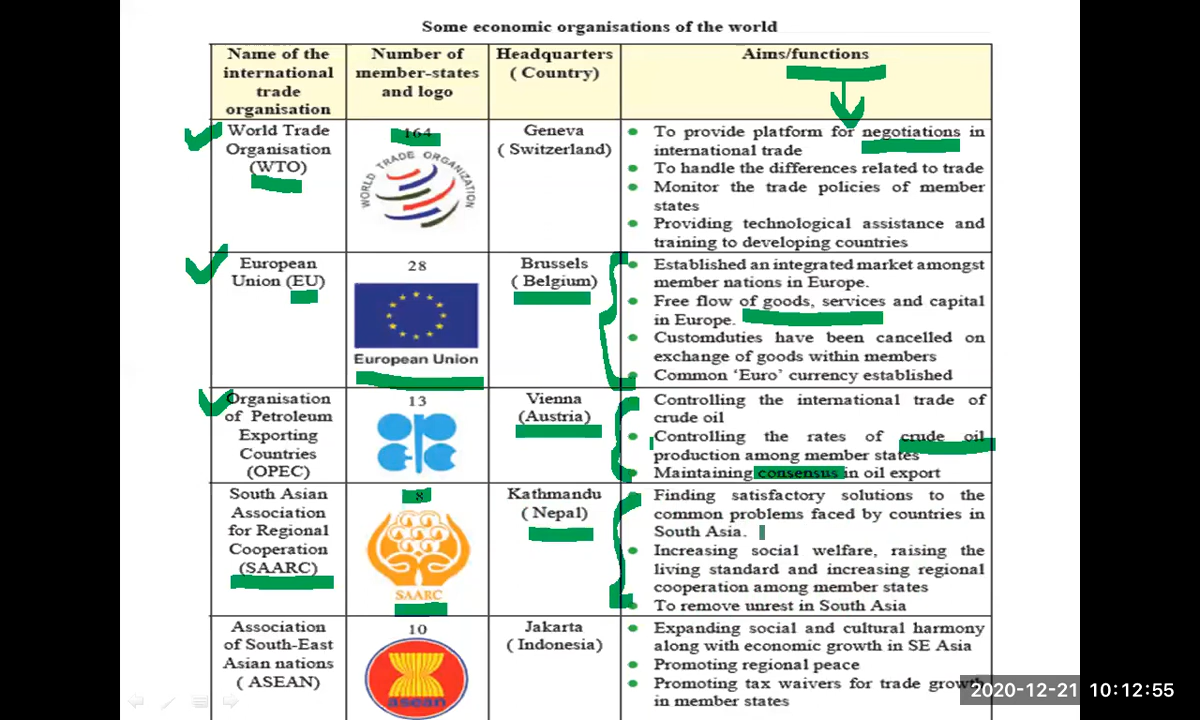 Some economic organisations of the world
Name of the
international
trade
organisation
Number of
member-states
and logo
Headquarters
( Country)
Aims/functions
World Trade
Organisation
(WTO)
164
WORLD TRADE ORGANIZATION
Geneva
( Switzerland)
To provide platform for negotiations in
international trade
To handle the differences related to trade
Monitor the trade policies of member
states
Providing technological assistance and
training to developing countries
European
Union (EU)
28
European Union
Brussels
( Belgium)
Established an integrated market amongst
member nations in Europe.
Free flow of goods, services and capital
in Europe.
Customduties have been cancelled on
exchange of goods within members
Common ‘Euro’ currency established
Organisation
of Petroleum
Exporting
Countries
(OPEC)
13
Vienna
(Austria)
Controlling the international trade of
crude oil
Controlling the rates of crude oil
production among member states
Maintaining consensus in oil export
South Asian
Association
for Regional
Cooperation
(SAARC)
8
SAARC
Kathmandu
( Nepal)
Finding satisfactory solutions to the
common problems faced by countries in
South Asia.
Increasing social welfare, raising the
living standard and increasing regional
cooperation among member states
To remove unrest in South Asia
Association
of South-East
Asian nations
( ASEAN)
10
asean
Jakarta
( Indonesia)
Expanding social and cultural harmony
along with economic growth in SE Asia
Promoting regional peace
Promoting tax waivers for trade growth
in member states
2020-12-21 10:12:55